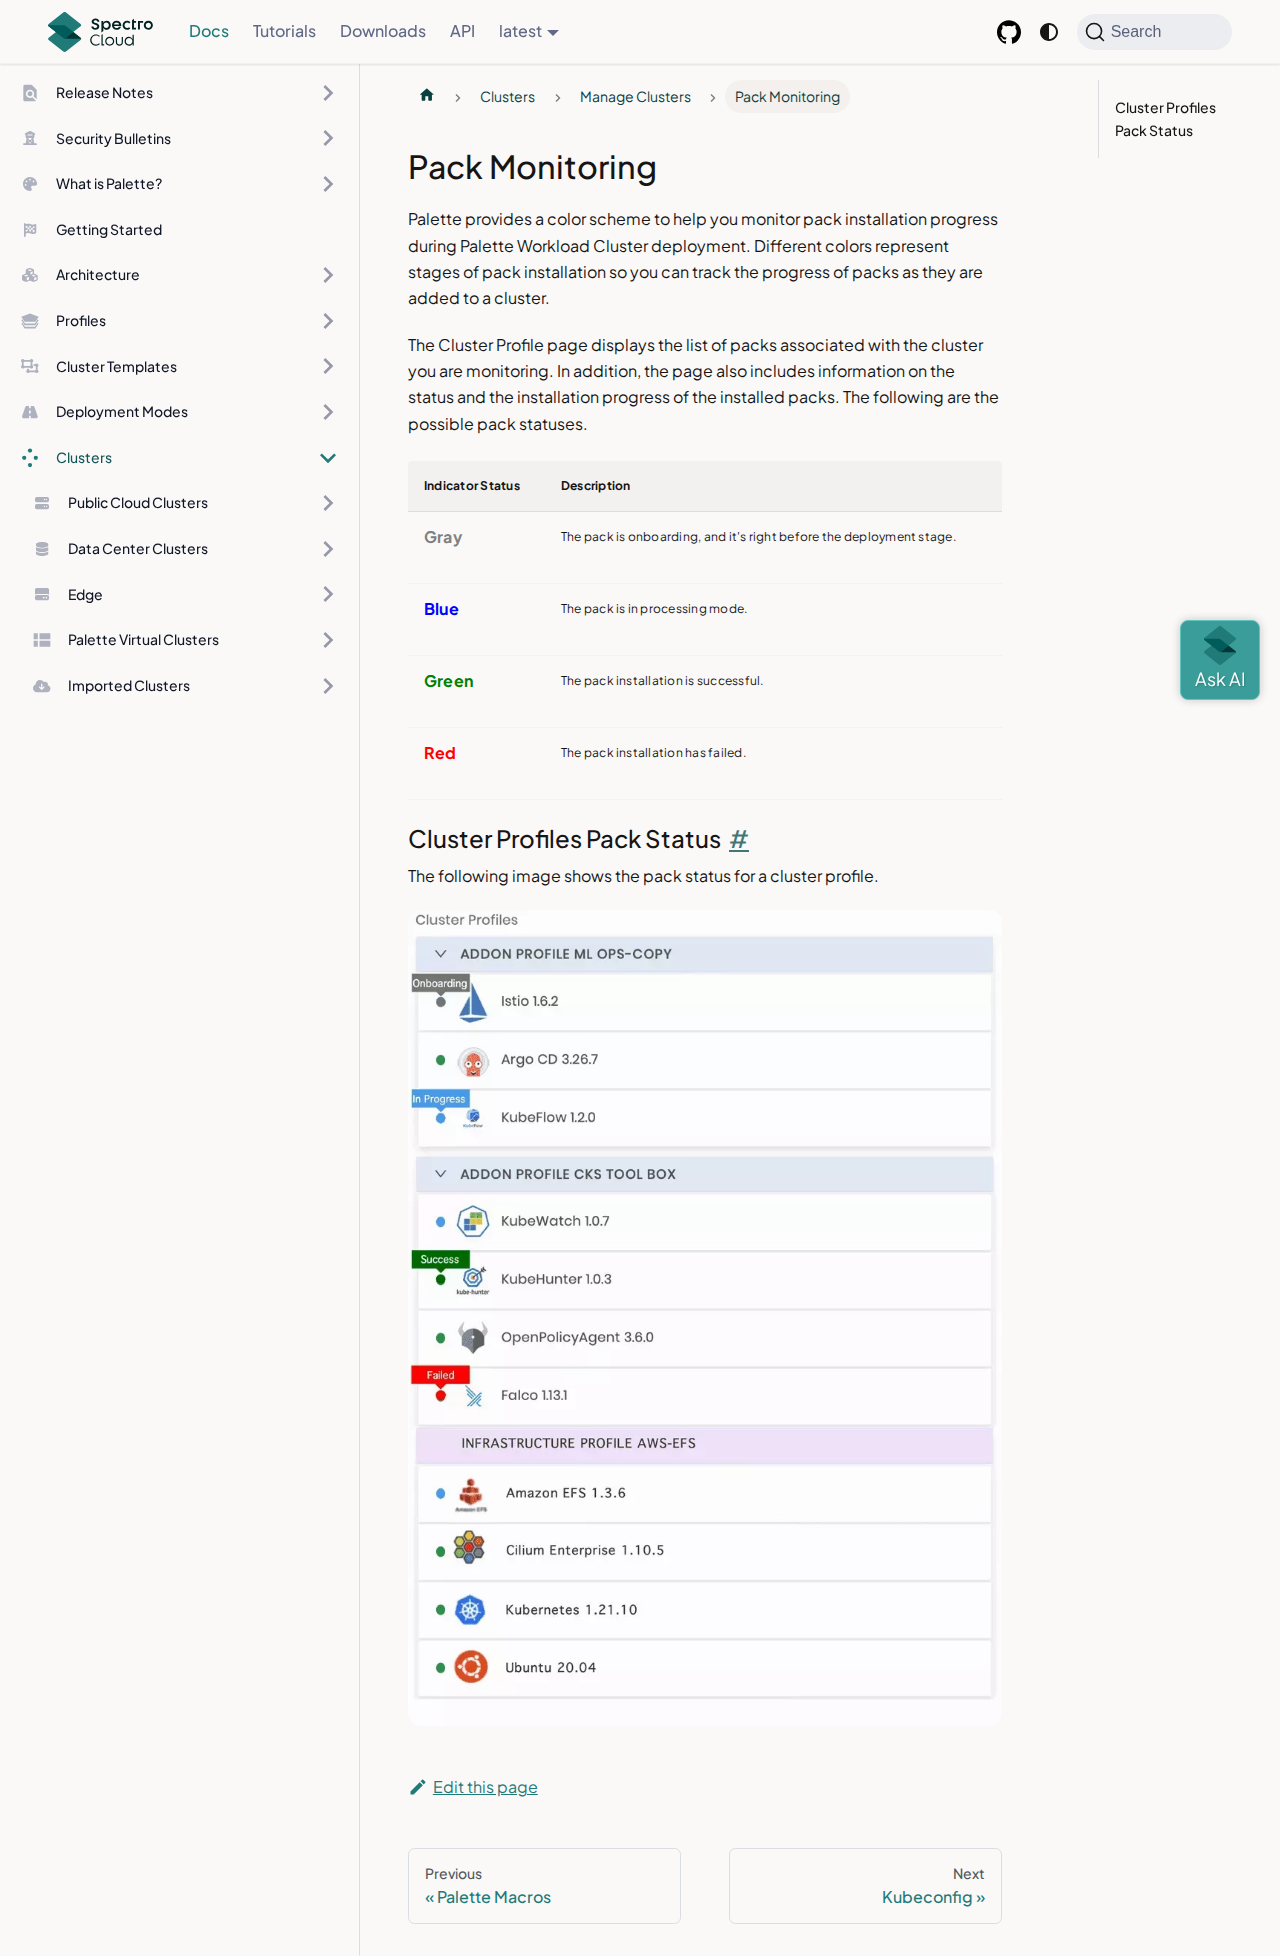 Spectro
Cloud
Docs
Tutorials
Downloads
API
latest
Search
Release Notes
Security Bulletins
What is Palette?
Getting Started
Architecture
Profiles
Cluster Templates
Deployment Modes
Clusters
Public Cloud Clusters
Data Center Clusters
Edge
Palette Virtual Clusters
Imported Clusters
Clusters
Manage Clusters
Pack Monitoring
Pack Monitoring
Palette provides a color scheme to help you monitor pack installation progress
during Palette Workload Cluster deployment. Different colors represent
stages of pack installation so you can track the progress of packs as they are
added to a cluster.
The Cluster Profile page displays the list of packs associated with the cluster
you are monitoring. In addition, the page also includes information on the
status and the installation progress of the installed packs. The following are the
possible pack statuses.
Indicator Status Description
Gray The pack is onboarding, and it's right before the deployment stage.
Blue The pack is in processing mode.
Green The pack installation is successful.
Red The pack installation has failed.
Cluster Profiles Pack Status #
The following image shows the pack status for a cluster profile.
Cluster Profiles
ADDON PROFILE ML OPS-COPY
Onboarding
Istio 1.6.2
Argo CD 3.26.7
In Progress
KubeFlow
KubeFlow 1.2.0
ADDON PROFILE CKS TOOL BOX
KubeWatch 1.0.7
Success
kube-hunter
KubeHunter 1.0.3
OpenPolicyAgent 3.6.0
Failed
Falco 1.13.1
INFRASTRUCTURE PROFILE AWS-EFS
Amazon EFS
Amazon EFS 1.3.6
Cilium Enterprise 1.10.5
Kubernetes 1.21.10
Ubuntu 20.04
Edit this page
Previous
« Palette Macros
Next
Kubeconfig »
Cluster Profiles
Pack Status
Ask AI